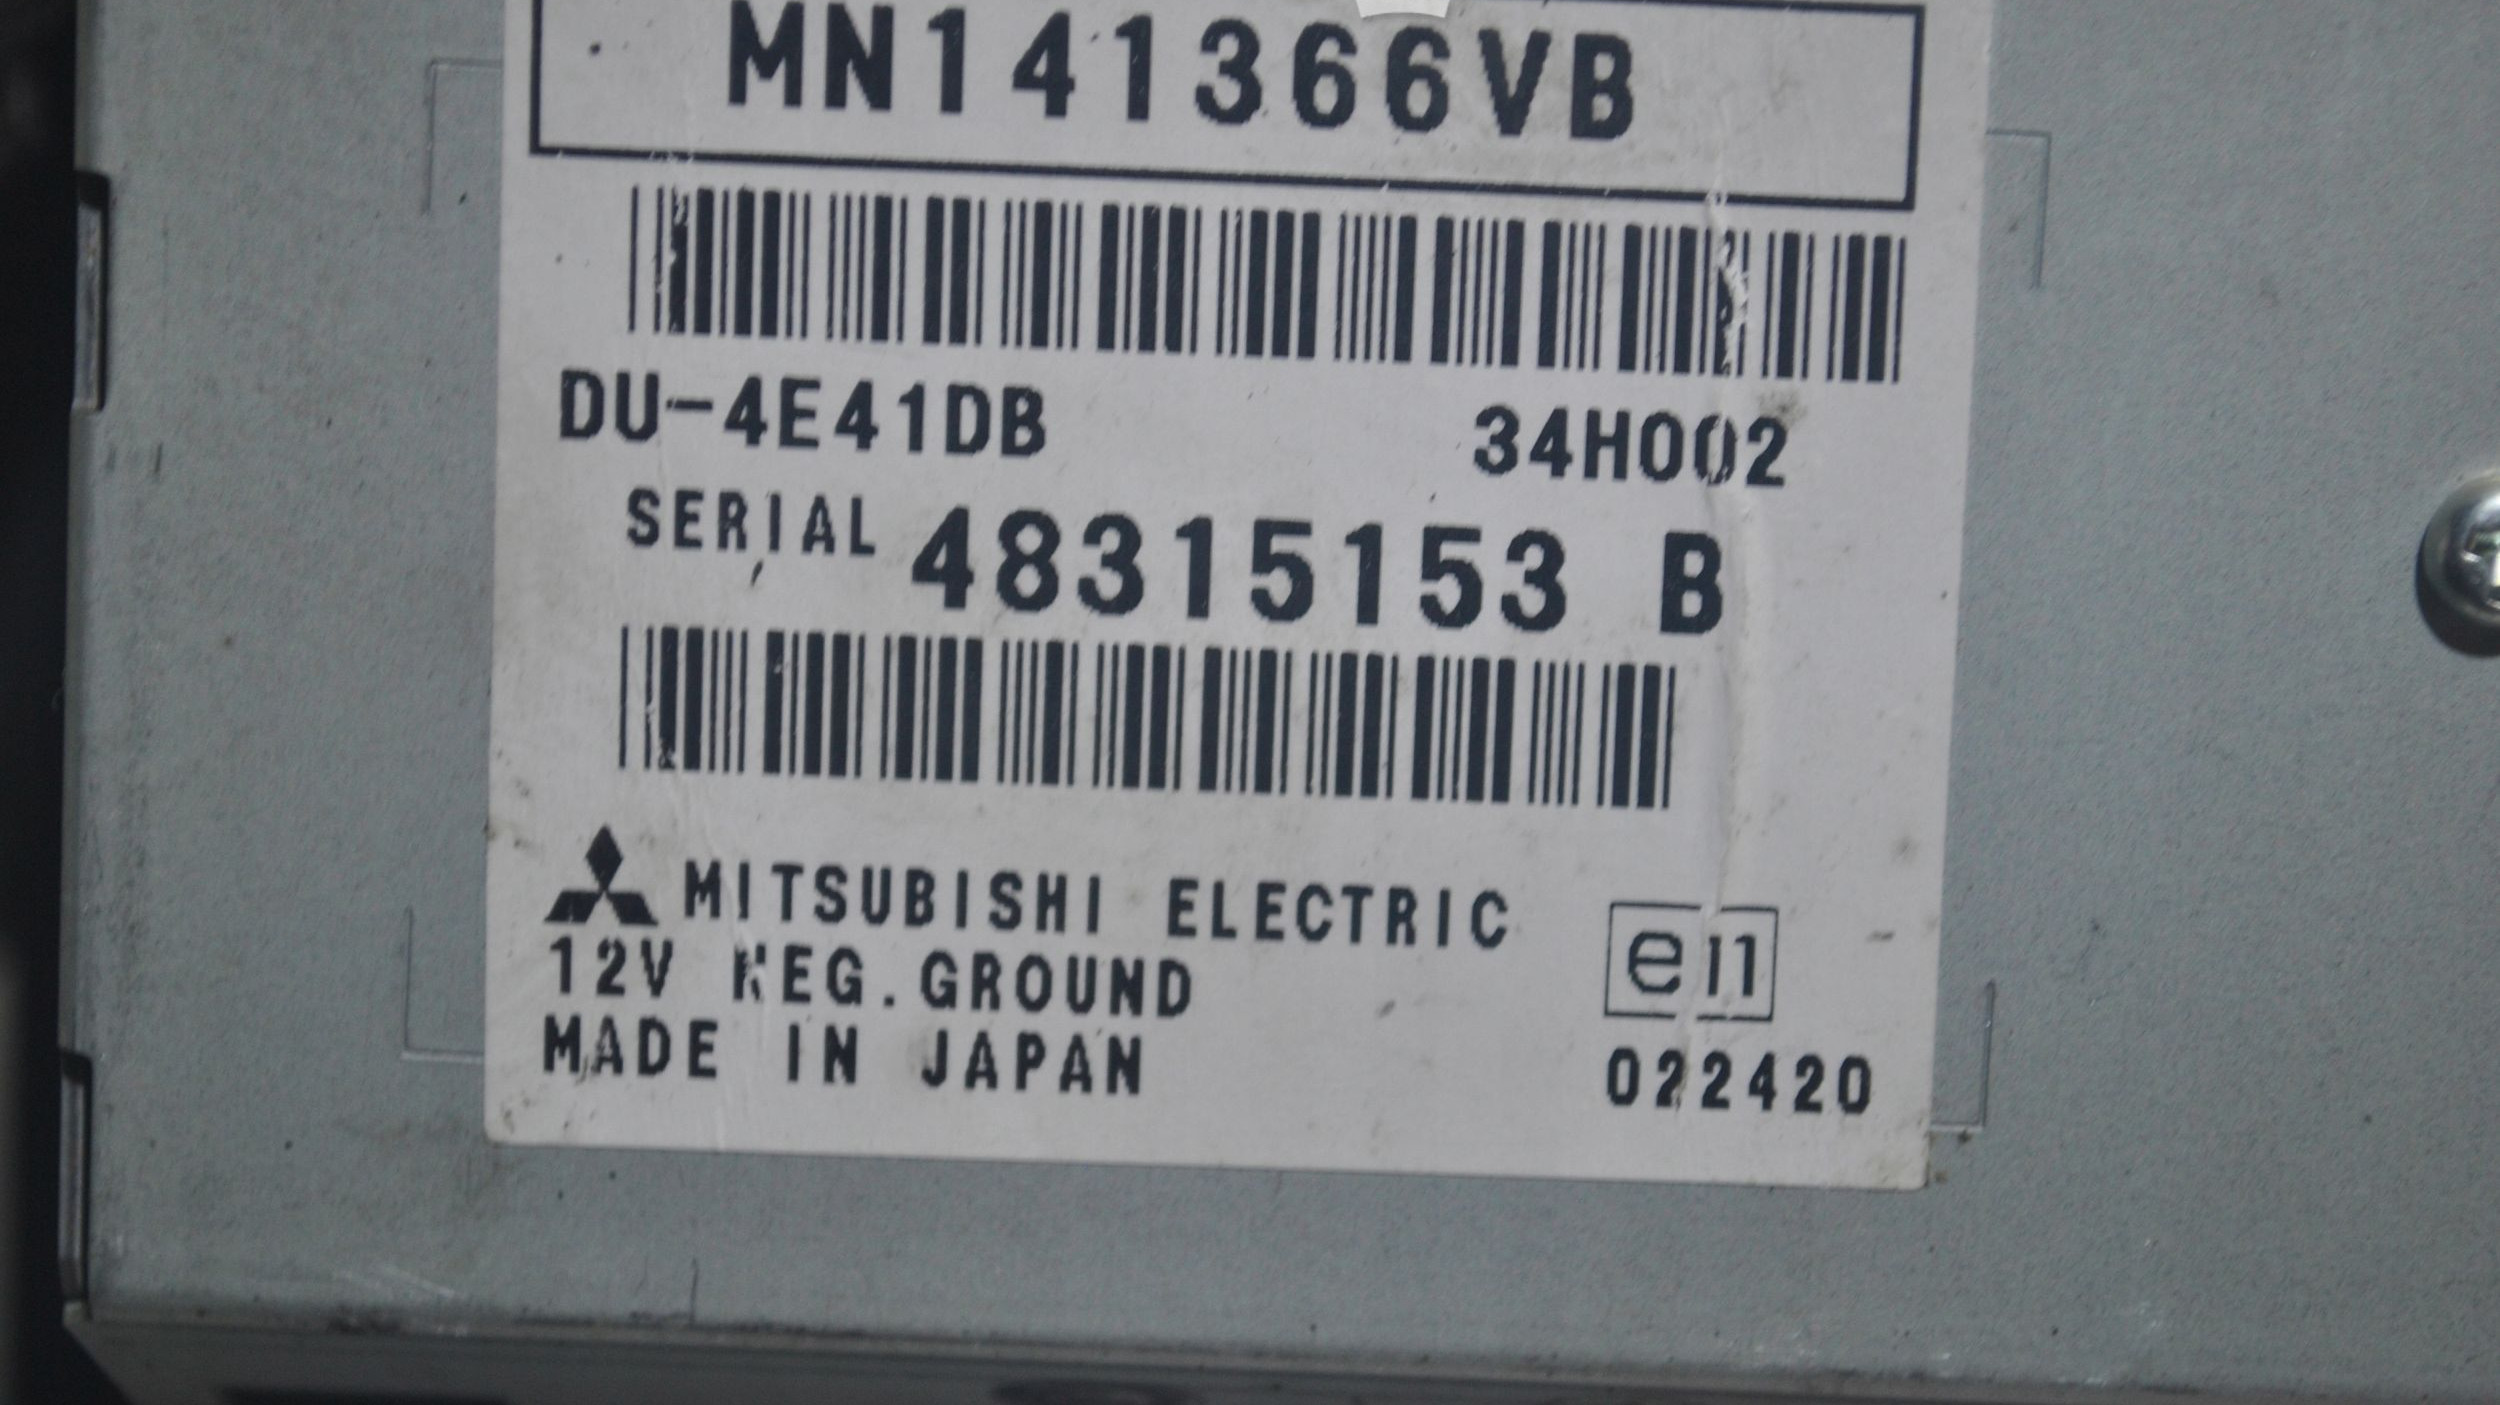 MN141366VB
DU-4E41DB 34H002
SERIAL 48315153 B
MITSUBISHI ELECTRIC
12V NEG.GROUND e11
MADE IN JAPAN 022420